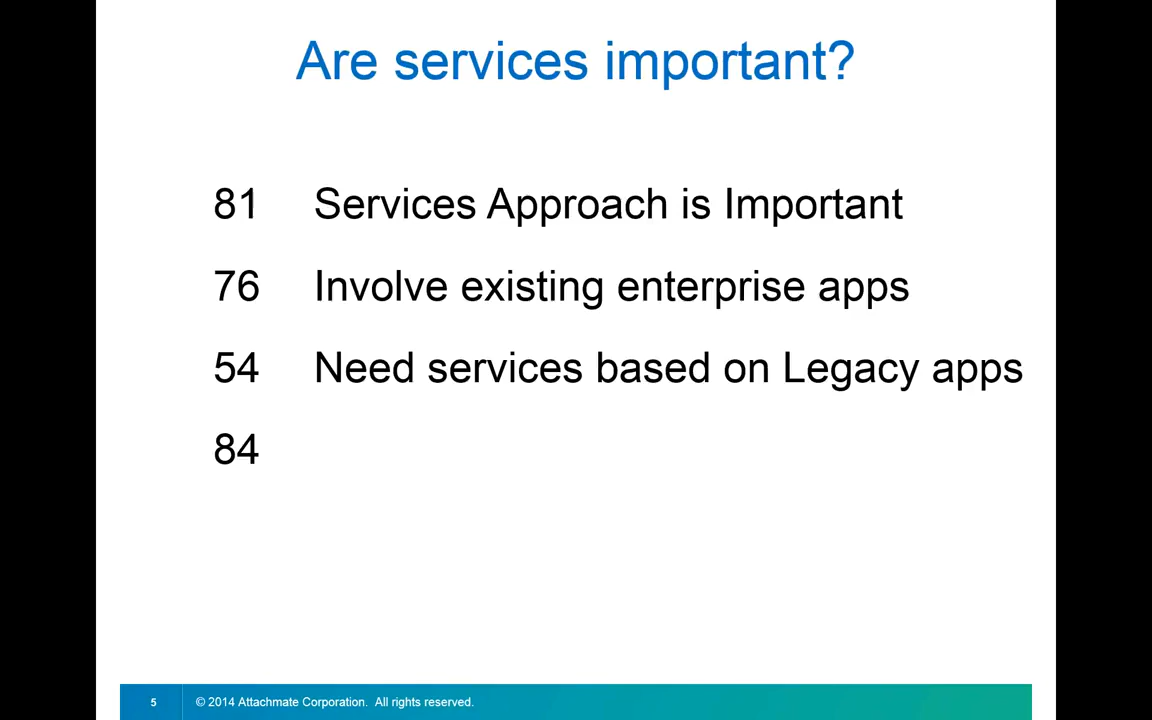 Are services important?
81 Services Approach is Important
76 Involve existing enterprise apps
54 Need services based on Legacy apps
84
5 © 2014 Attachmate Corporation. All rights reserved.